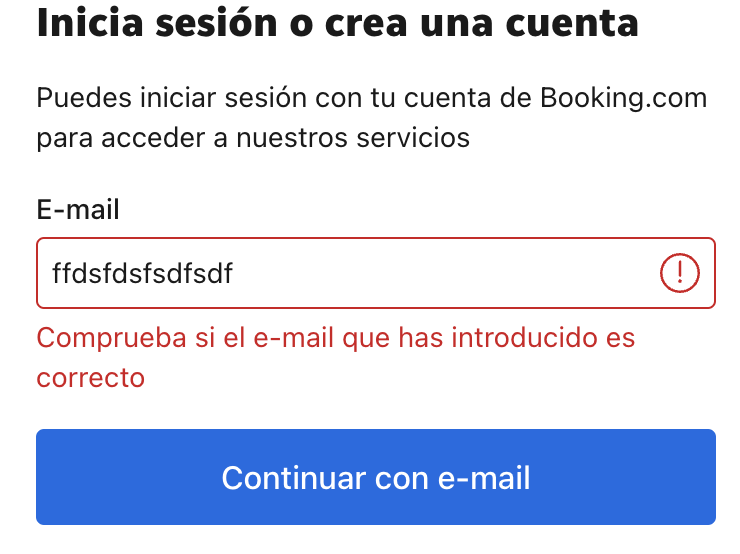 Inicia sesión o crea una cuenta
Puedes iniciar sesión con tu cuenta de Booking.com
para acceder a nuestros servicios
E-mail
ffdsfdsfsdfsdf
Comprueba si el e-mail que has introducido es
correcto
Continuar con e-mail